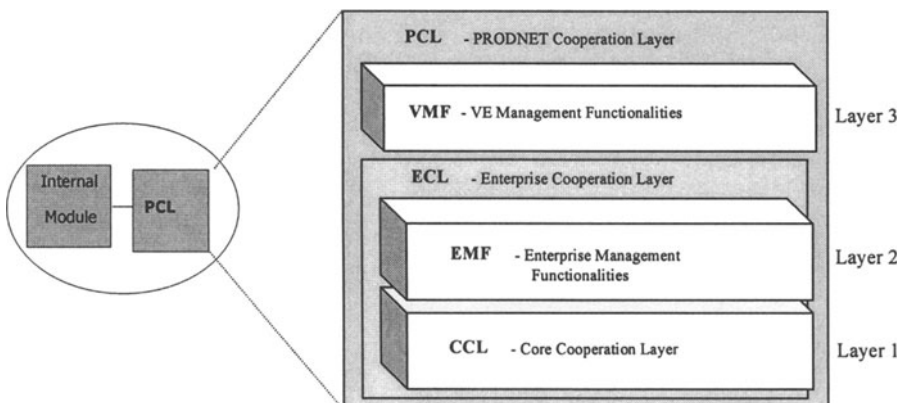 PCL - PRODNET Cooperation Layer
VMF - VE Management Functionalities
Layer 3
ECL - Enterprise Cooperation Layer
Internal
Module
PCL
EMF - Enterprise Management
Functionalities
Layer 2
CCL - Core Cooperation Layer
Layer 1